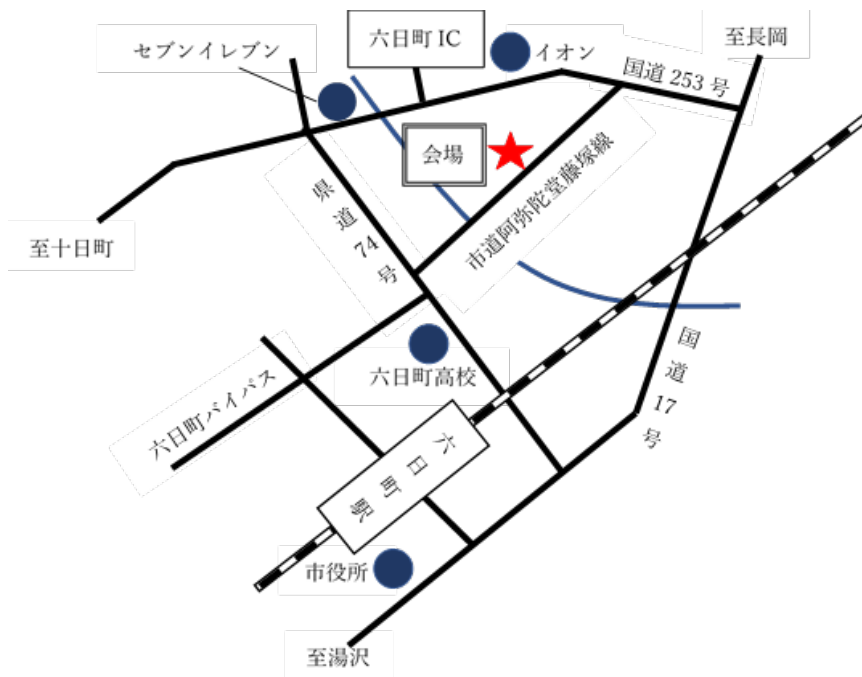 六日町 IC
セブンイレブン
イオン
至長岡
国道 253 号
会場
市道阿弥陀堂藤塚線
県道 74 号
至十日町
六日町高校
六日町バイパス
国道 17 号
六日町駅
市役所
至湯沢